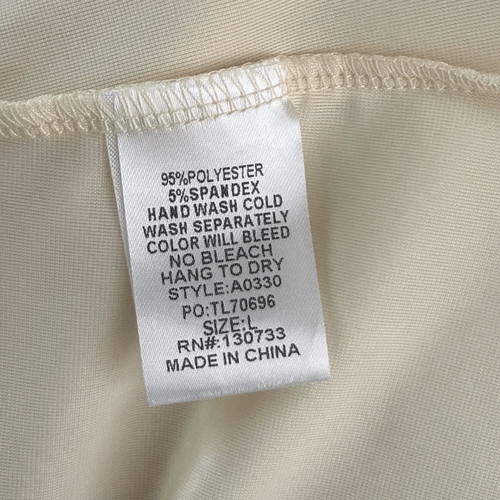 95%POLYESTER
5%SPANDEX
HAND WASH COLD
WASH SEPARATELY
COLOR WILL BLEED
NO BLEACH
HANG TO DRY
STYLE:A0330
PO:TL70696
SIZE:L
RN#:130733
MADE IN CHINA